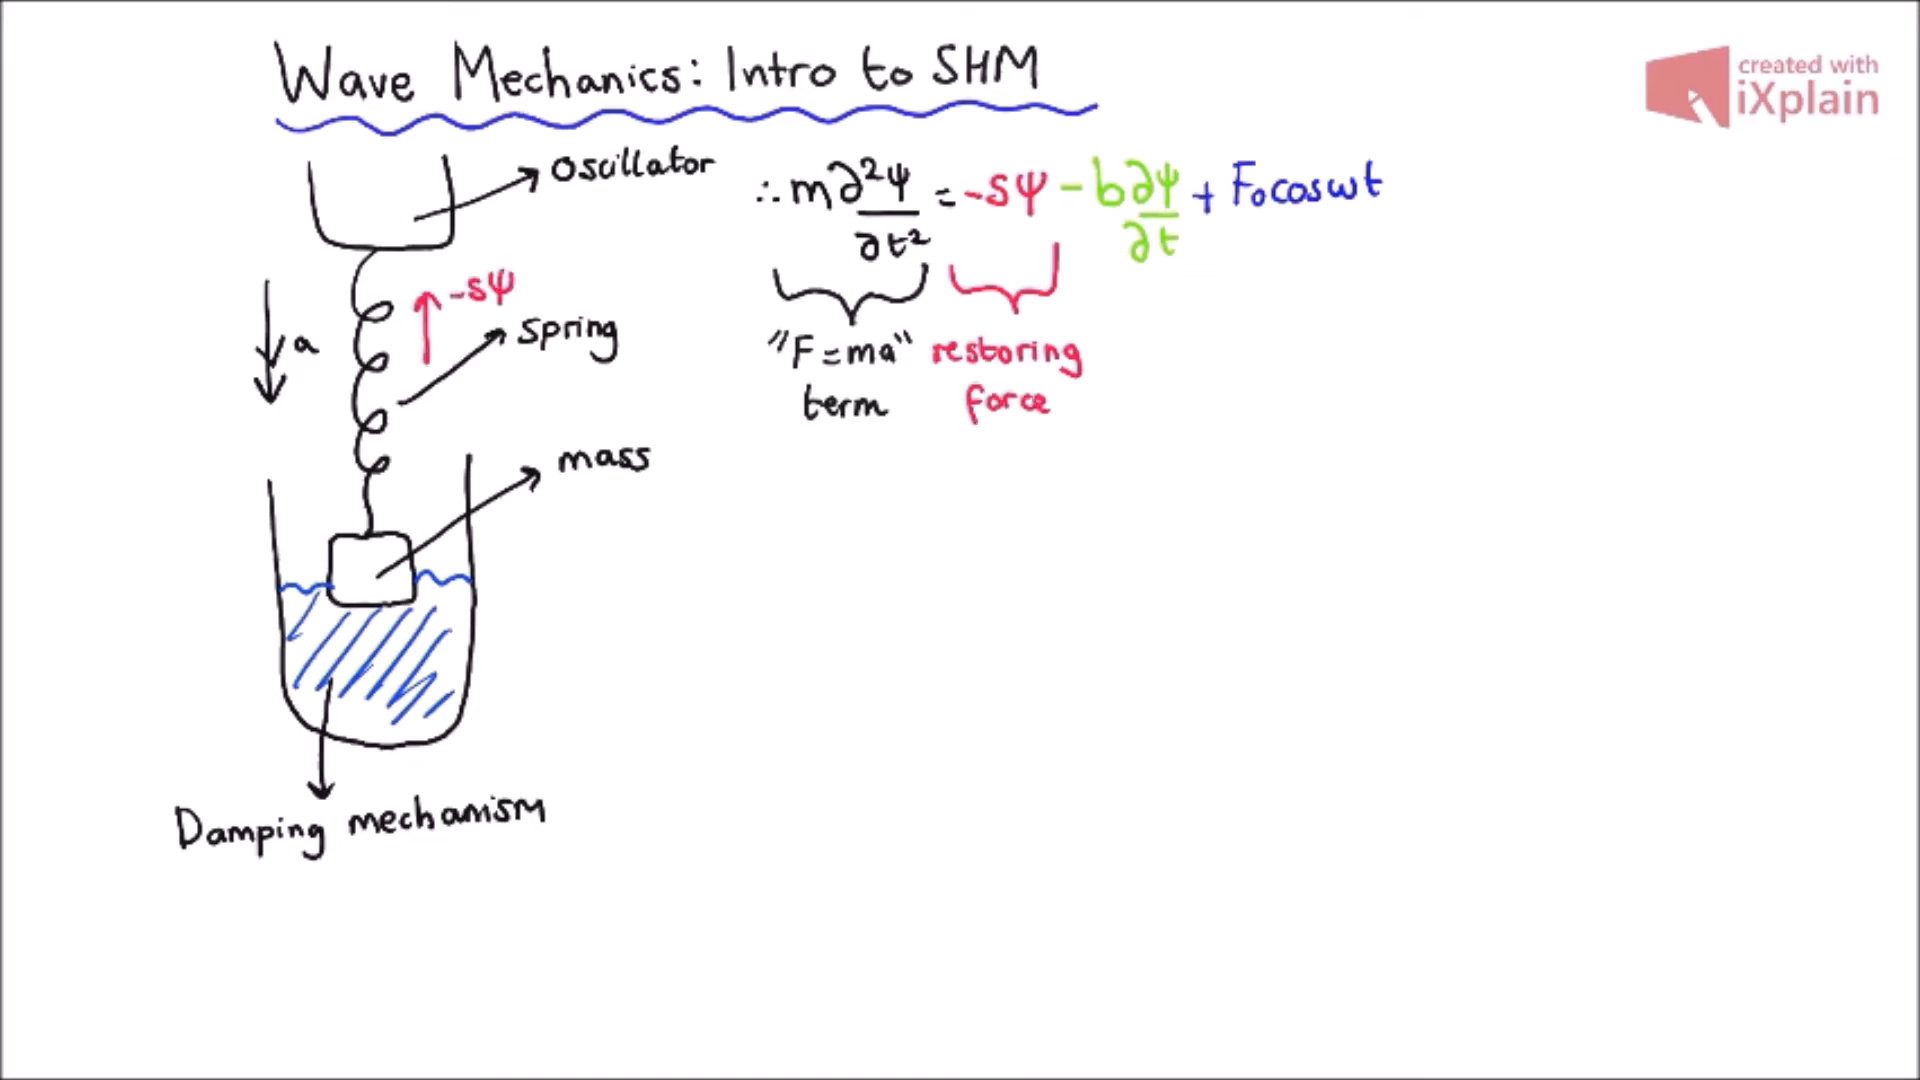 Wave Mechanics: Intro to SHM
created with
iXplain
oscillator
∴ m∂²ψ/∂t² = -sψ - b∂ψ/∂t + F₀cosωt
-sψ
a
spring
"F=ma" restoring
term force
mass
Damping mechanism